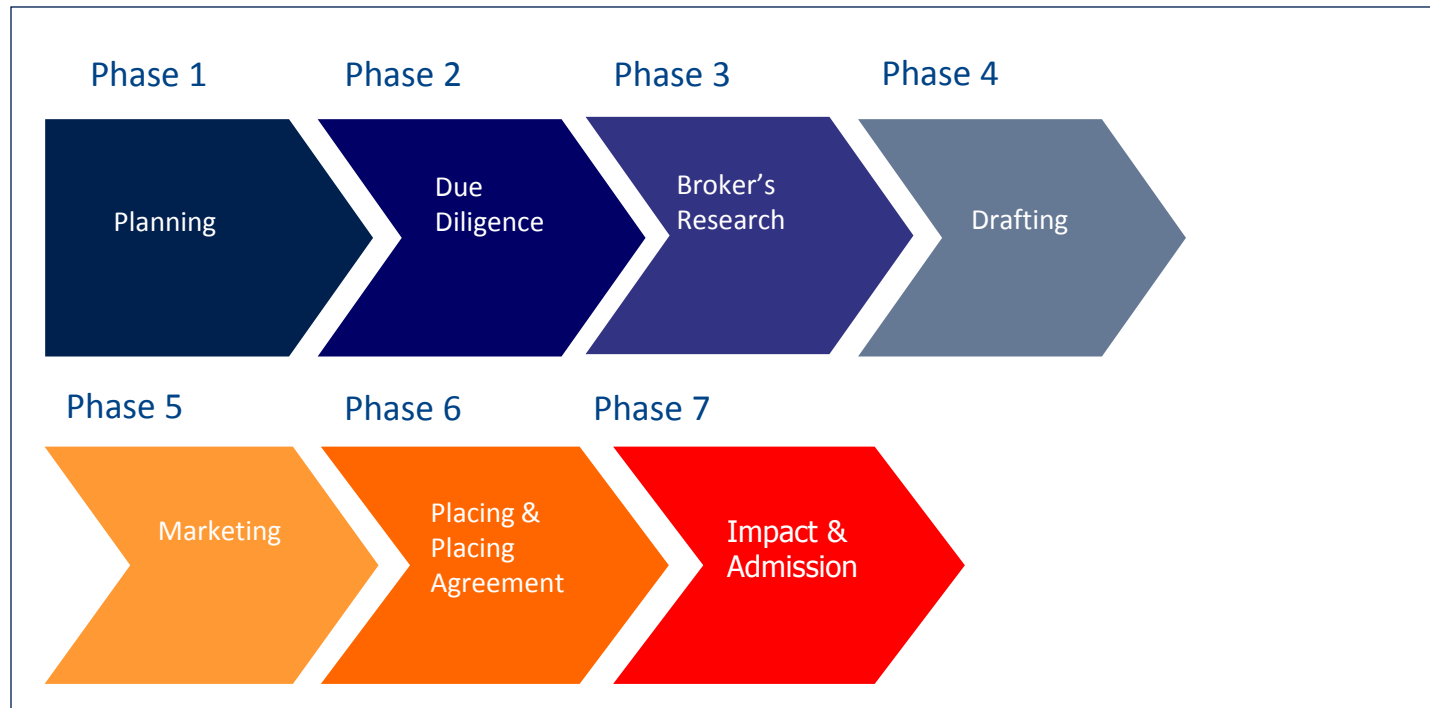 Phase 1
Phase 2
Phase 3
Phase 4
Planning
Due
Diligence
Broker’s
Research
Drafting
Phase 5
Phase 6
Phase 7
Marketing
Placing &
Placing
Agreement
Impact &
Admission